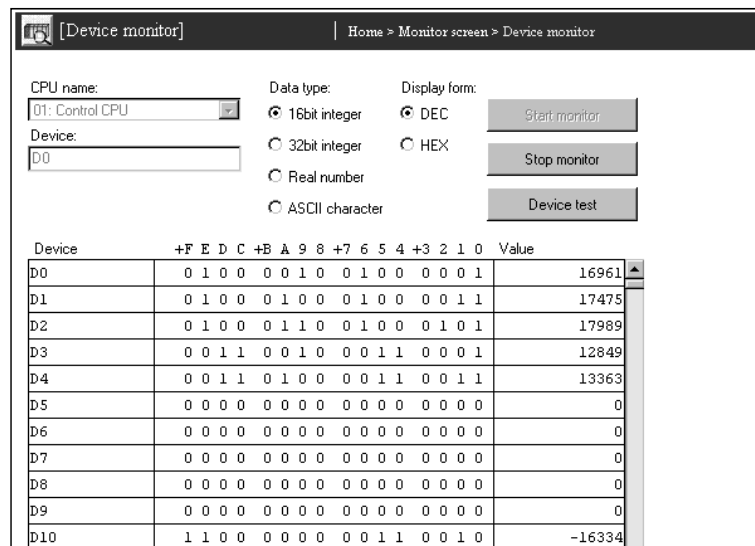 [Device monitor]
Home > Monitor screen > Device monitor
CPU name:
01: Control CPU
Device:
D0
Data type:
16bit integer
32bit integer
Real number
ASCII character
Display form:
DEC
HEX
Start monitor
Stop monitor
Device test
Device +F E D C +B A 9 8 +7 6 5 4 +3 2 1 0 Value
D0 0 1 0 0 0 0 1 0 0 1 0 0 0 0 0 1 16961
D1 0 1 0 0 0 1 0 0 0 1 0 0 0 0 1 1 17475
D2 0 1 0 0 0 1 1 0 0 1 0 0 0 1 0 1 17989
D3 0 0 1 1 0 0 1 0 0 0 1 1 0 0 0 1 12849
D4 0 0 1 1 0 1 0 0 0 0 1 1 0 0 1 1 13363
D5 0 0 0 0 0 0 0 0 0 0 0 0 0 0 0 0 0
D6 0 0 0 0 0 0 0 0 0 0 0 0 0 0 0 0 0
D7 0 0 0 0 0 0 0 0 0 0 0 0 0 0 0 0 0
D8 0 0 0 0 0 0 0 0 0 0 0 0 0 0 0 0 0
D9 0 0 0 0 0 0 0 0 0 0 0 0 0 0 0 0 0
D10 1 1 0 0 0 0 0 0 0 0 1 1 0 0 1 0 -16334